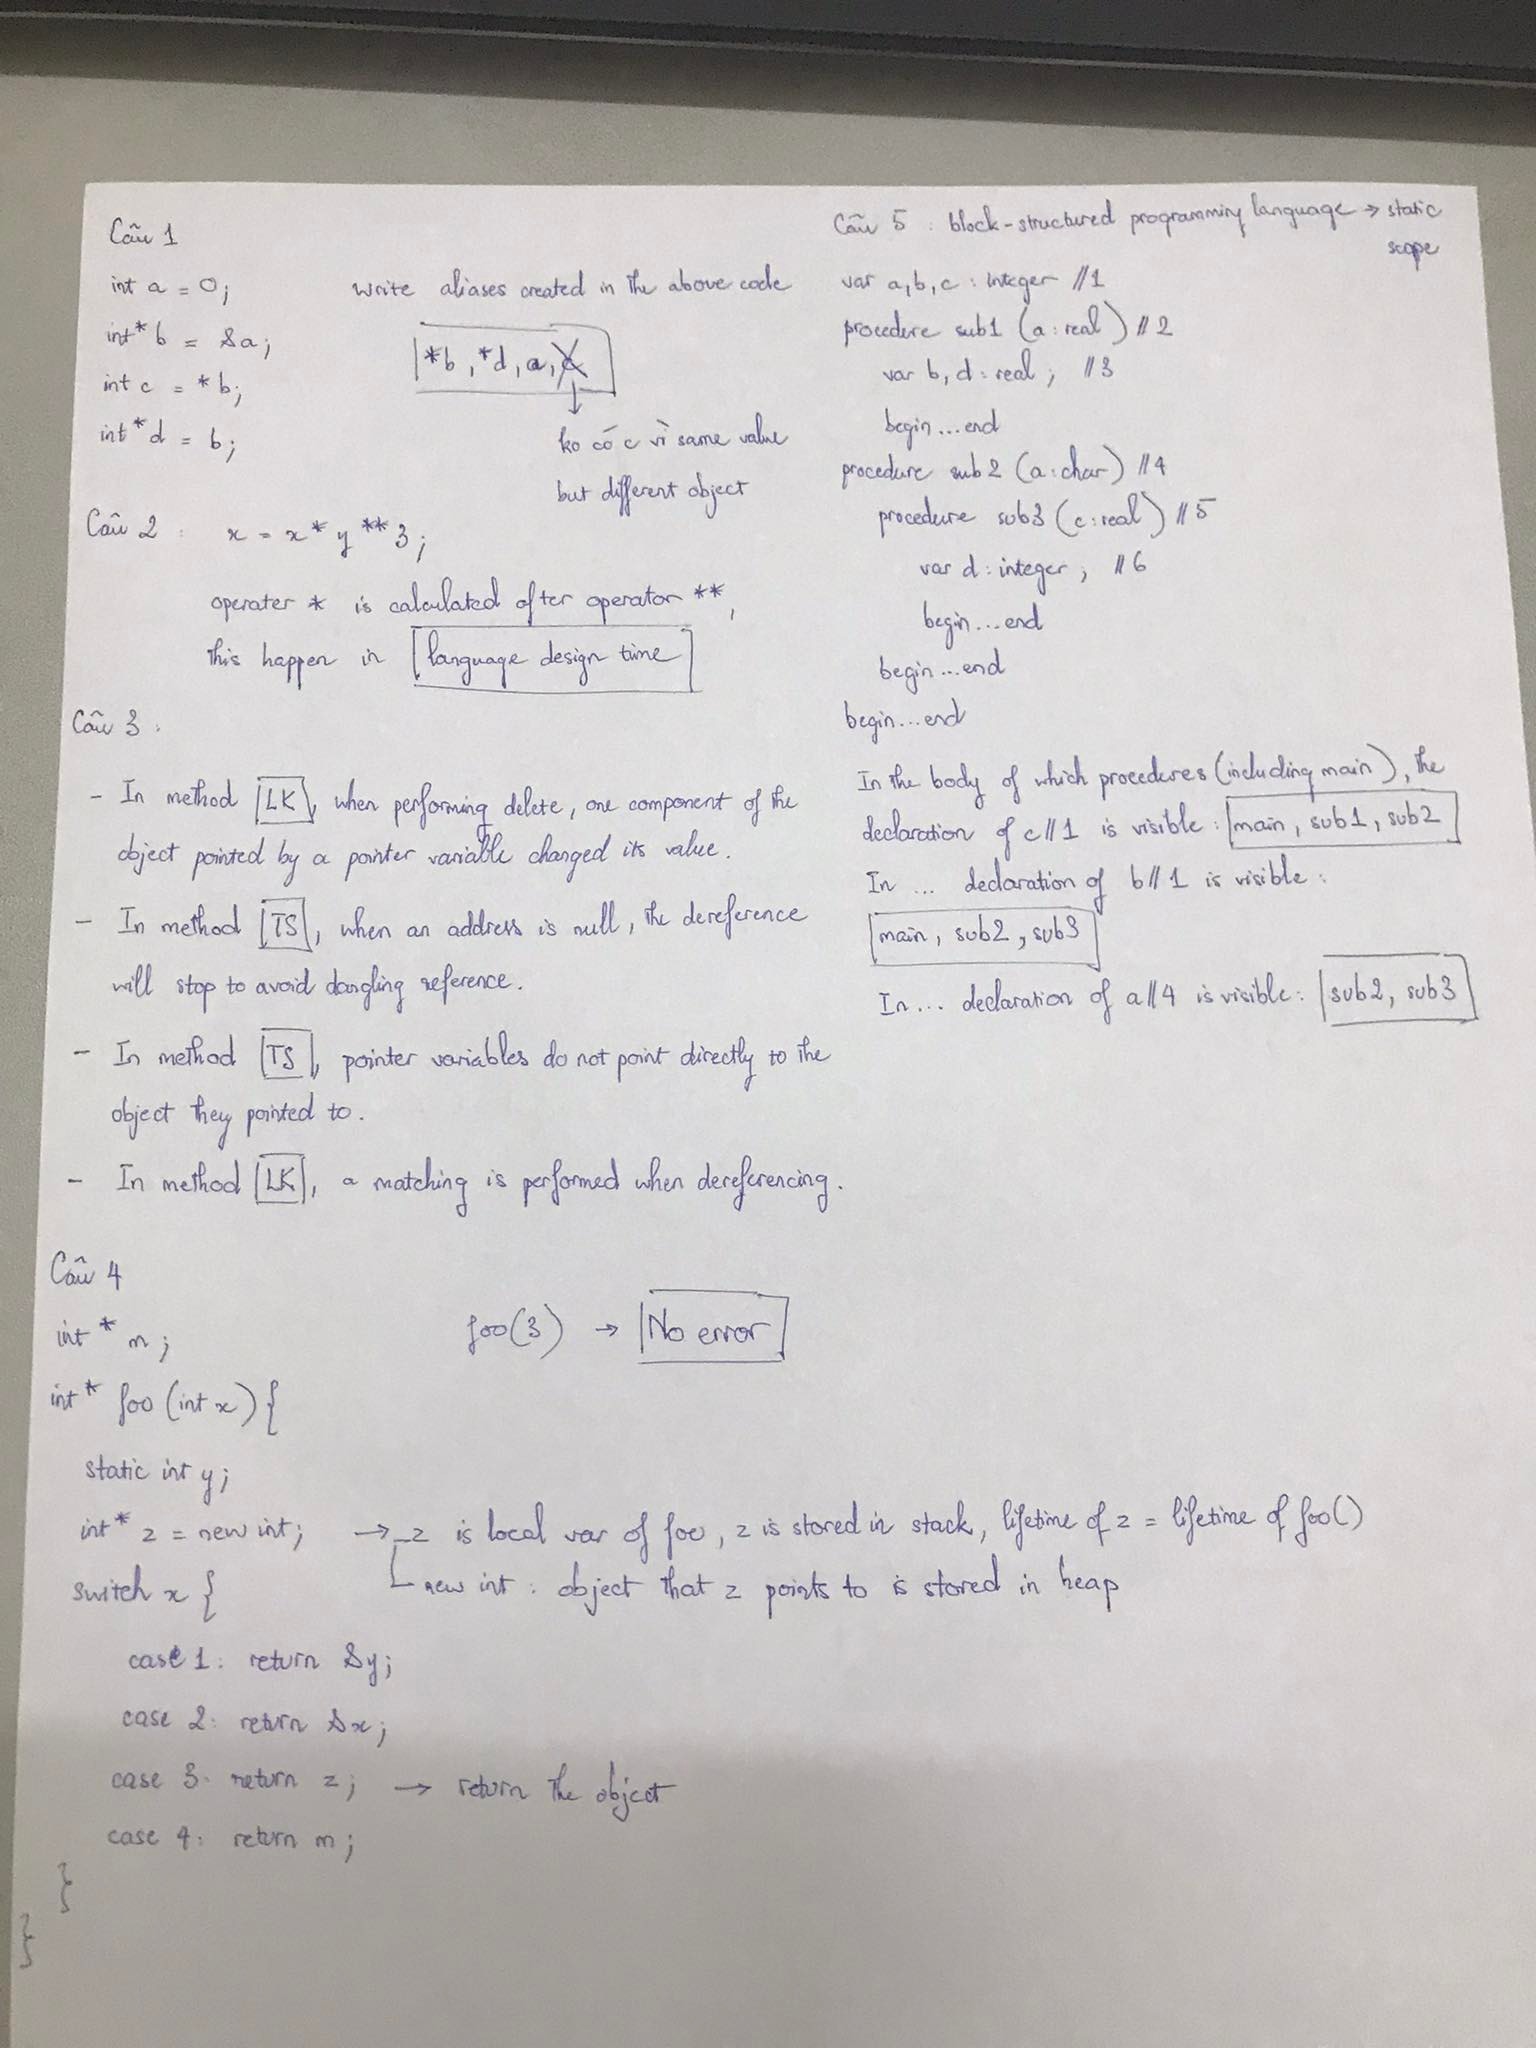 Câu 1
int a = 0;
int* b = &a;
int c = *b;
int* d = b;
write aliases created in the above code
*b, *d, a, c
ko có c vì same value
but different object
Câu 2 : x = x * y ** 3;
operater * is calculated after operator **,
this happen in language design time
Câu 3 :
- In method LK, when performing delete, one component of the
object pointed by a pointer variable changed its value.
- In method TS, when an address is null, the dereference
will stop to avoid dangling reference.
- In method TS, pointer variables do not point directly to the
object they pointed to.
- In method LK, a matching is performed when dereferencing.
Câu 4
int * m;
int* foo (int x) {
static int y;
int* z = new int; → z is local var of foo, z is stored in stack, lifetime of z = lifetime of foo()
new int : object that z points to is stored in heap
switch x {
case 1: return &y;
case 2: return &x;
case 3: return z; → return the object
case 4: return m;
}
}
foo(3) → No error
Câu 5 : block-structured programming language → static
scope
var a,b,c : integer //1
procedure sub1 (a: real) //2
var b, d: real; //3
begin...end
procedure sub2 (a: char) //4
procedure sub3 (c: real) //5
var d: integer; //6
begin...end
begin...end
begin...end
In the body of which procedures (including main), the
declaration of c//1 is visible : main, sub1, sub2
In ... declaration of b//1 is visible :
main, sub2, sub3
In ... declaration of a//4 is visible: sub2, sub3